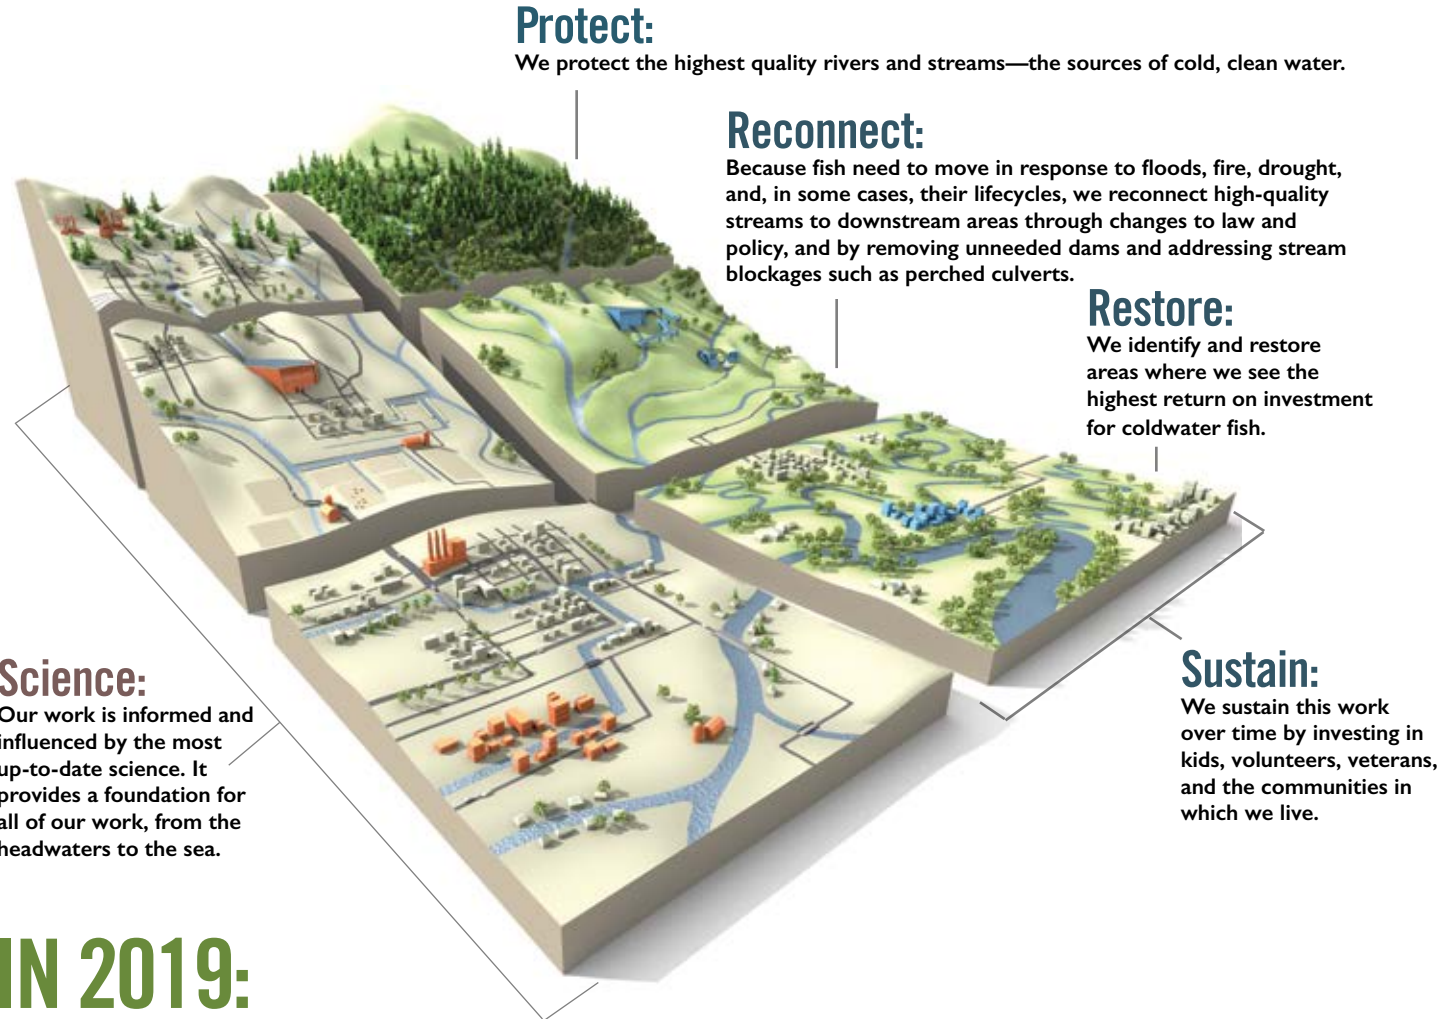 Protect:
We protect the highest quality rivers and streams—the sources of cold, clean water.
Reconnect:
Because fish need to move in response to floods, fire, drought,
and, in some cases, their lifecycles, we reconnect high-quality
streams to downstream areas through changes to law and
policy, and by removing unneeded dams and addressing stream
blockages such as perched culverts.
Restore:
We identify and restore
areas where we see the
highest return on investment
for coldwater fish.
Science:
Our work is informed and
influenced by the most
up-to-date science. It
provides a foundation for
all of our work, from the
headwaters to the sea.
Sustain:
We sustain this work
over time by investing in
kids, volunteers, veterans,
and the communities in
which we live.
IN 2019: